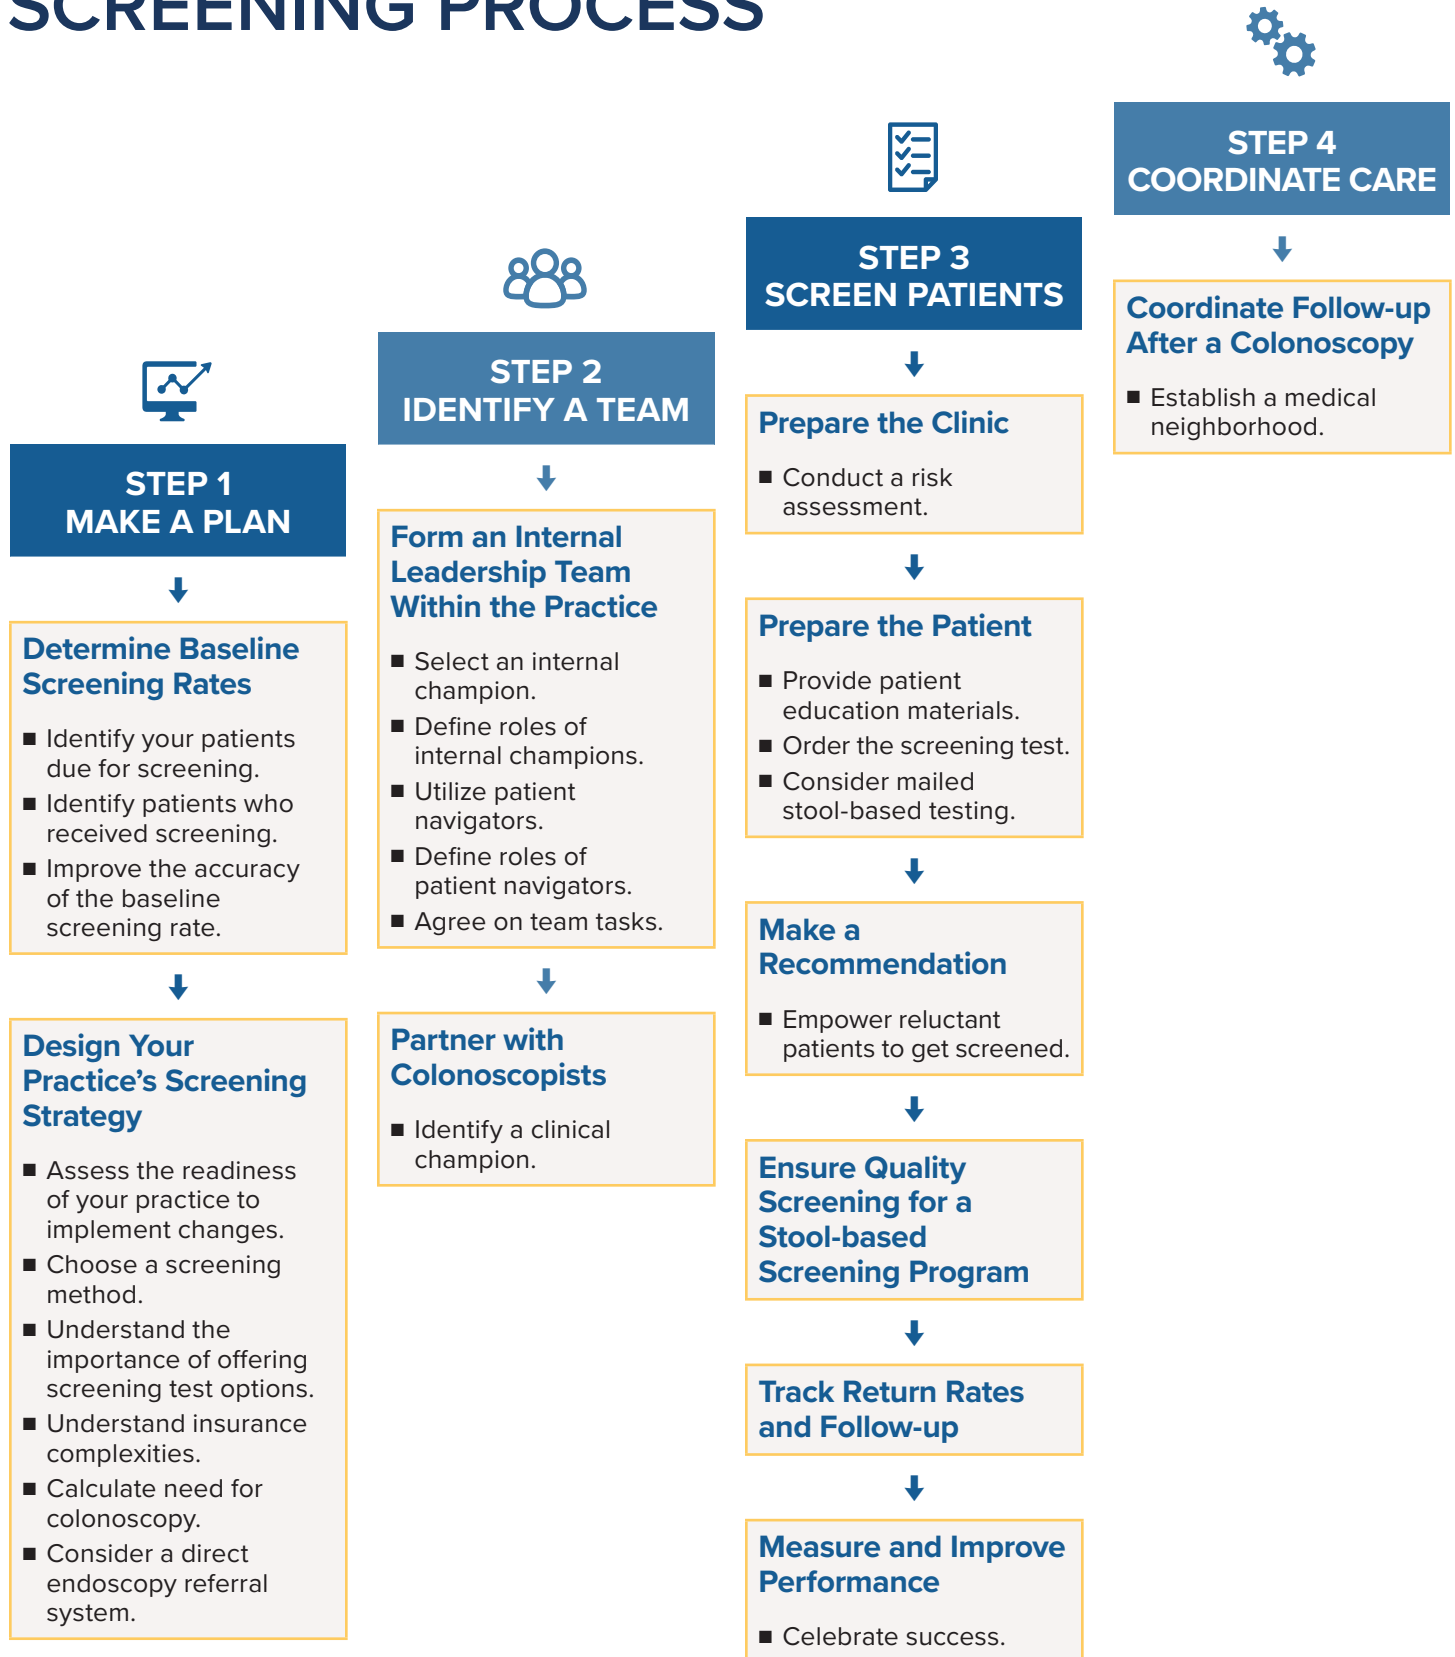 SCREENING PROCESS
STEP 1
MAKE A PLAN
Determine Baseline
Screening Rates
■ Identify your patients
due for screening.
■ Identify patients who
received screening.
■ Improve the accuracy
of the baseline
screening rate.
Design Your
Practice’s Screening
Strategy
■ Assess the readiness
of your practice to
implement changes.
■ Choose a screening
method.
■ Understand the
importance of offering
screening test options.
■ Understand insurance
complexities.
■ Calculate need for
colonoscopy.
■ Consider a direct
endoscopy referral
system.
STEP 2
IDENTIFY A TEAM
Form an Internal
Leadership Team
Within the Practice
■ Select an internal
champion.
■ Define roles of
internal champions.
■ Utilize patient
navigators.
■ Define roles of
patient navigators.
■ Agree on team tasks.
Partner with
Colonoscopists
■ Identify a clinical
champion.
STEP 3
SCREEN PATIENTS
Prepare the Clinic
■ Conduct a risk
assessment.
Prepare the Patient
■ Provide patient
education materials.
■ Order the screening test.
■ Consider mailed
stool-based testing.
Make a
Recommendation
■ Empower reluctant
patients to get screened.
Ensure Quality
Screening for a
Stool-based
Screening Program
Track Return Rates
and Follow-up
Measure and Improve
Performance
■ Celebrate success.
STEP 4
COORDINATE CARE
Coordinate Follow-up
After a Colonoscopy
■ Establish a medical
neighborhood.